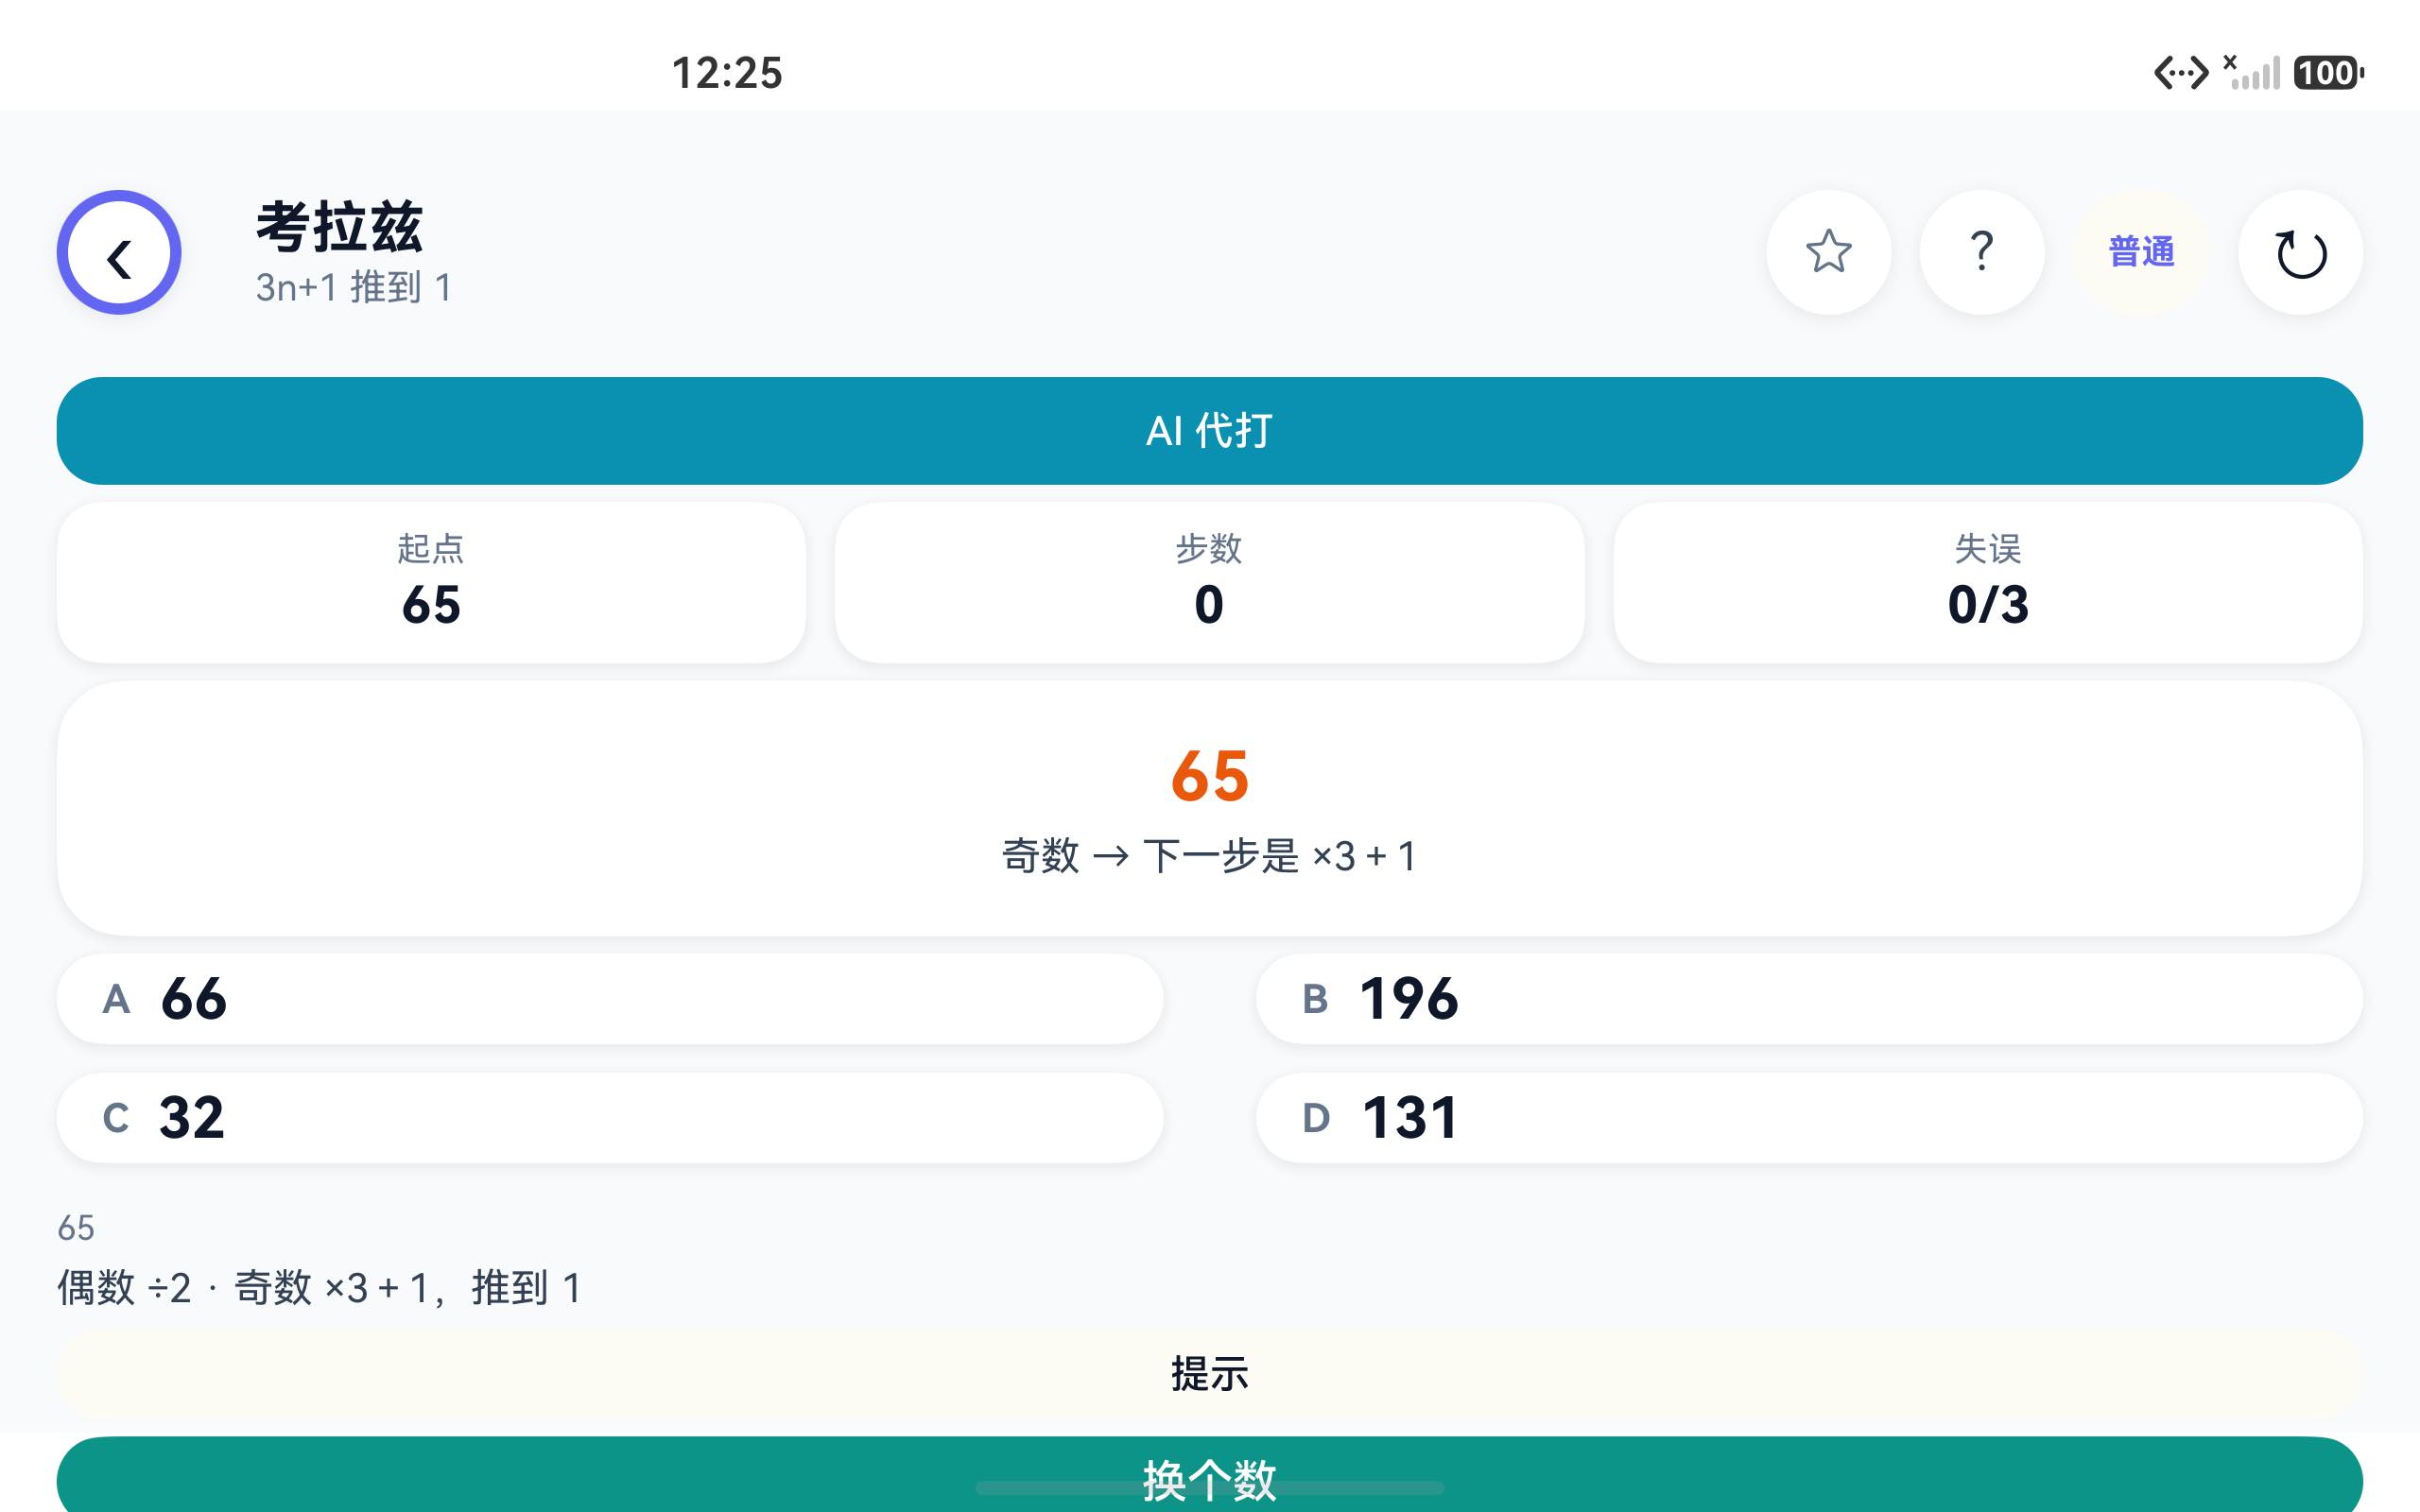 12:25
100
考拉兹
3n+1 推到 1
?
普通
AI 代打
起点
65
步数
0
失误
0/3
65
奇数 → 下一步是 ×3 + 1
A 66
B 196
C 32
D 131
65
偶数 ÷2 · 奇数 ×3 + 1，推到 1
提示
换个数